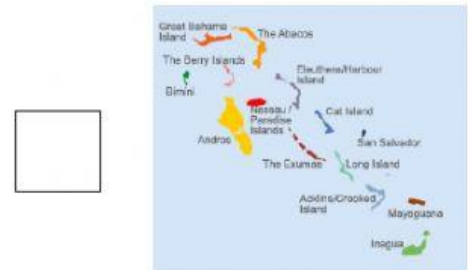 Great Bahama
Island
The Abacos
The Berry Islands
Bimini
Eleuthera/Harbour
Island
Nassau /
Paradise
Islands
Cat Island
Andros
San Salvador
The Exumas
Long Island
Acklins/Crooked
Island
Mayaguana
Inagua